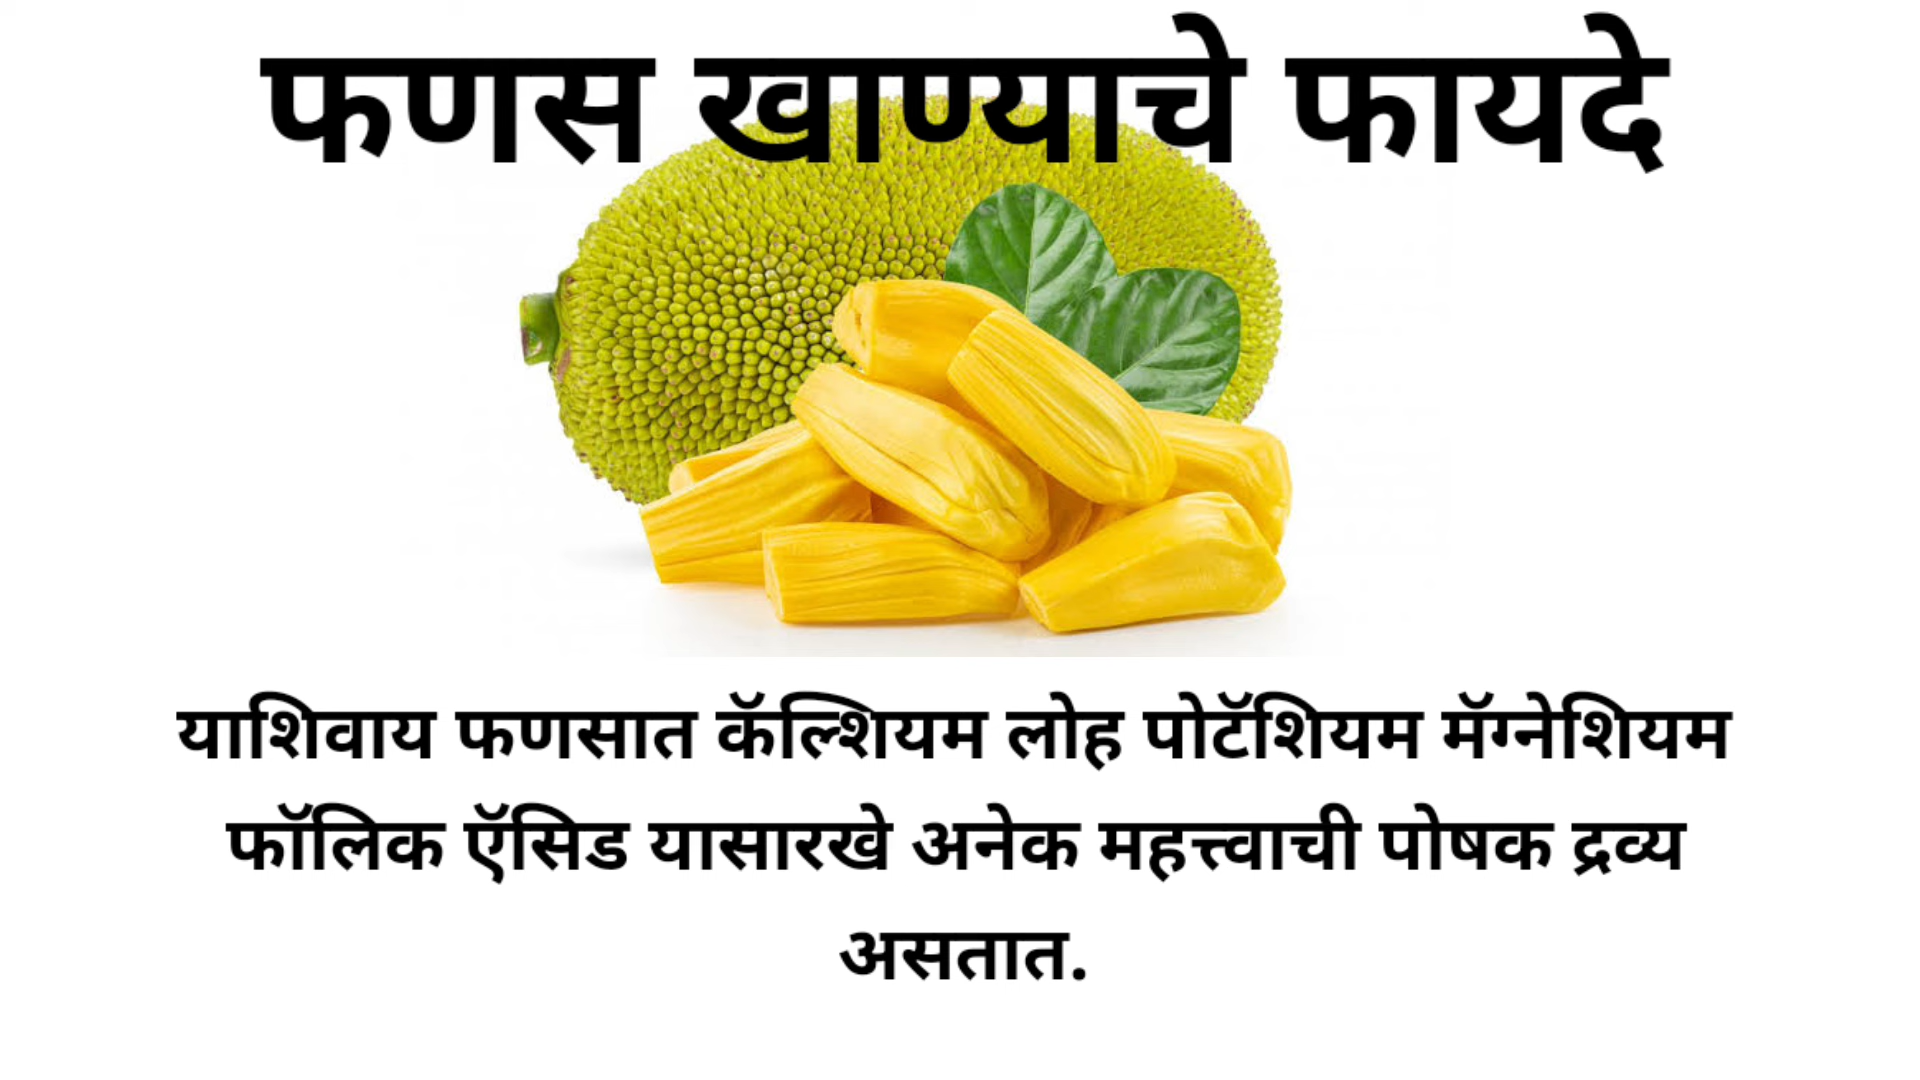 फणस खाण्याचे फायदे
याशिवाय फणसात कॅल्शियम लोह पोटॅशियम मॅग्नेशियम
फॉलिक ऍसिड यासारखे अनेक महत्त्वाची पोषक द्रव्य
असतात.